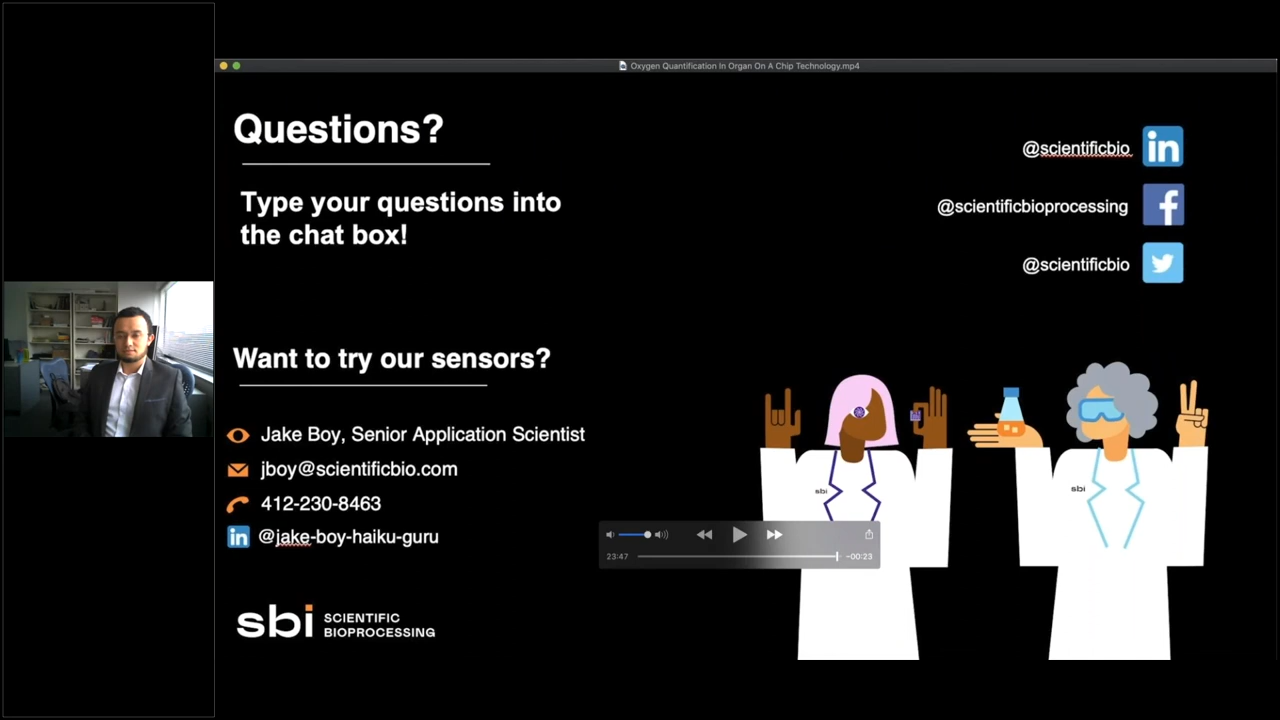 Oxygen Quantification In Organ On A Chip Technology.mp4
Questions?
Type your questions into
the chat box!
@scientificbio
@scientificbioprocessing
@scientificbio
Want to try our sensors?
Jake Boy, Senior Application Scientist
jboy@scientificbio.com
412-230-8463
@jake-boy-haiku-guru
sbi
sbi
23:47
-00:23
sbi SCIENTIFIC
BIOPROCESSING